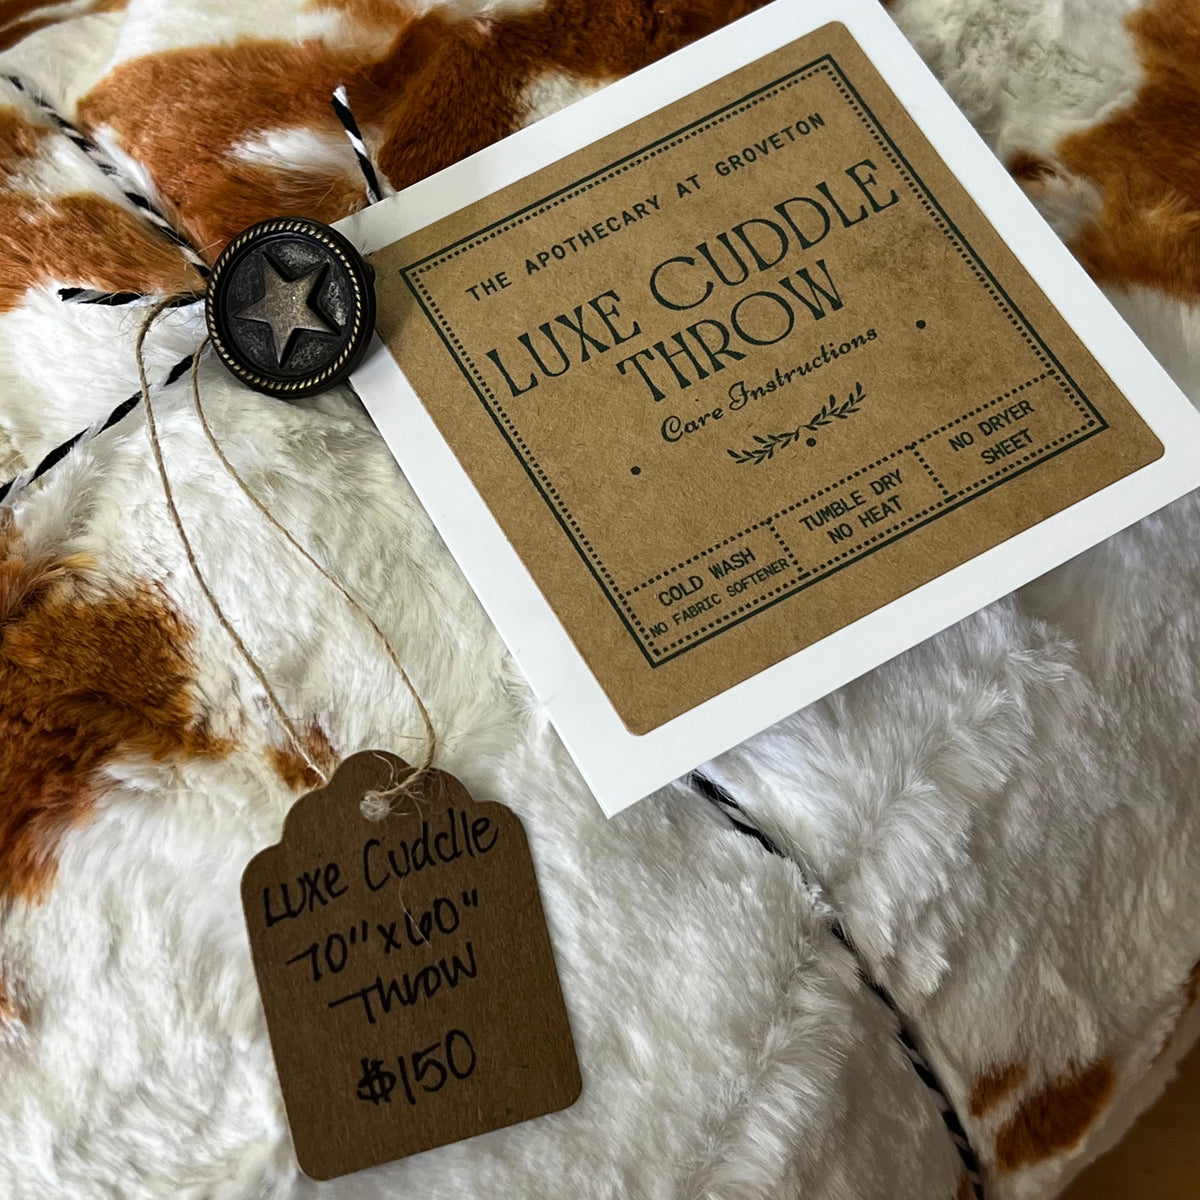 THE APOTHECARY AT GROVETON
LUXE CUDDLE
THROW
Care Instructions
COLD WASH
NO FABRIC SOFTENER
TUMBLE DRY
NO HEAT
NO DRYER
SHEET
LUXE Cuddle
70" x 60"
Throw
$150